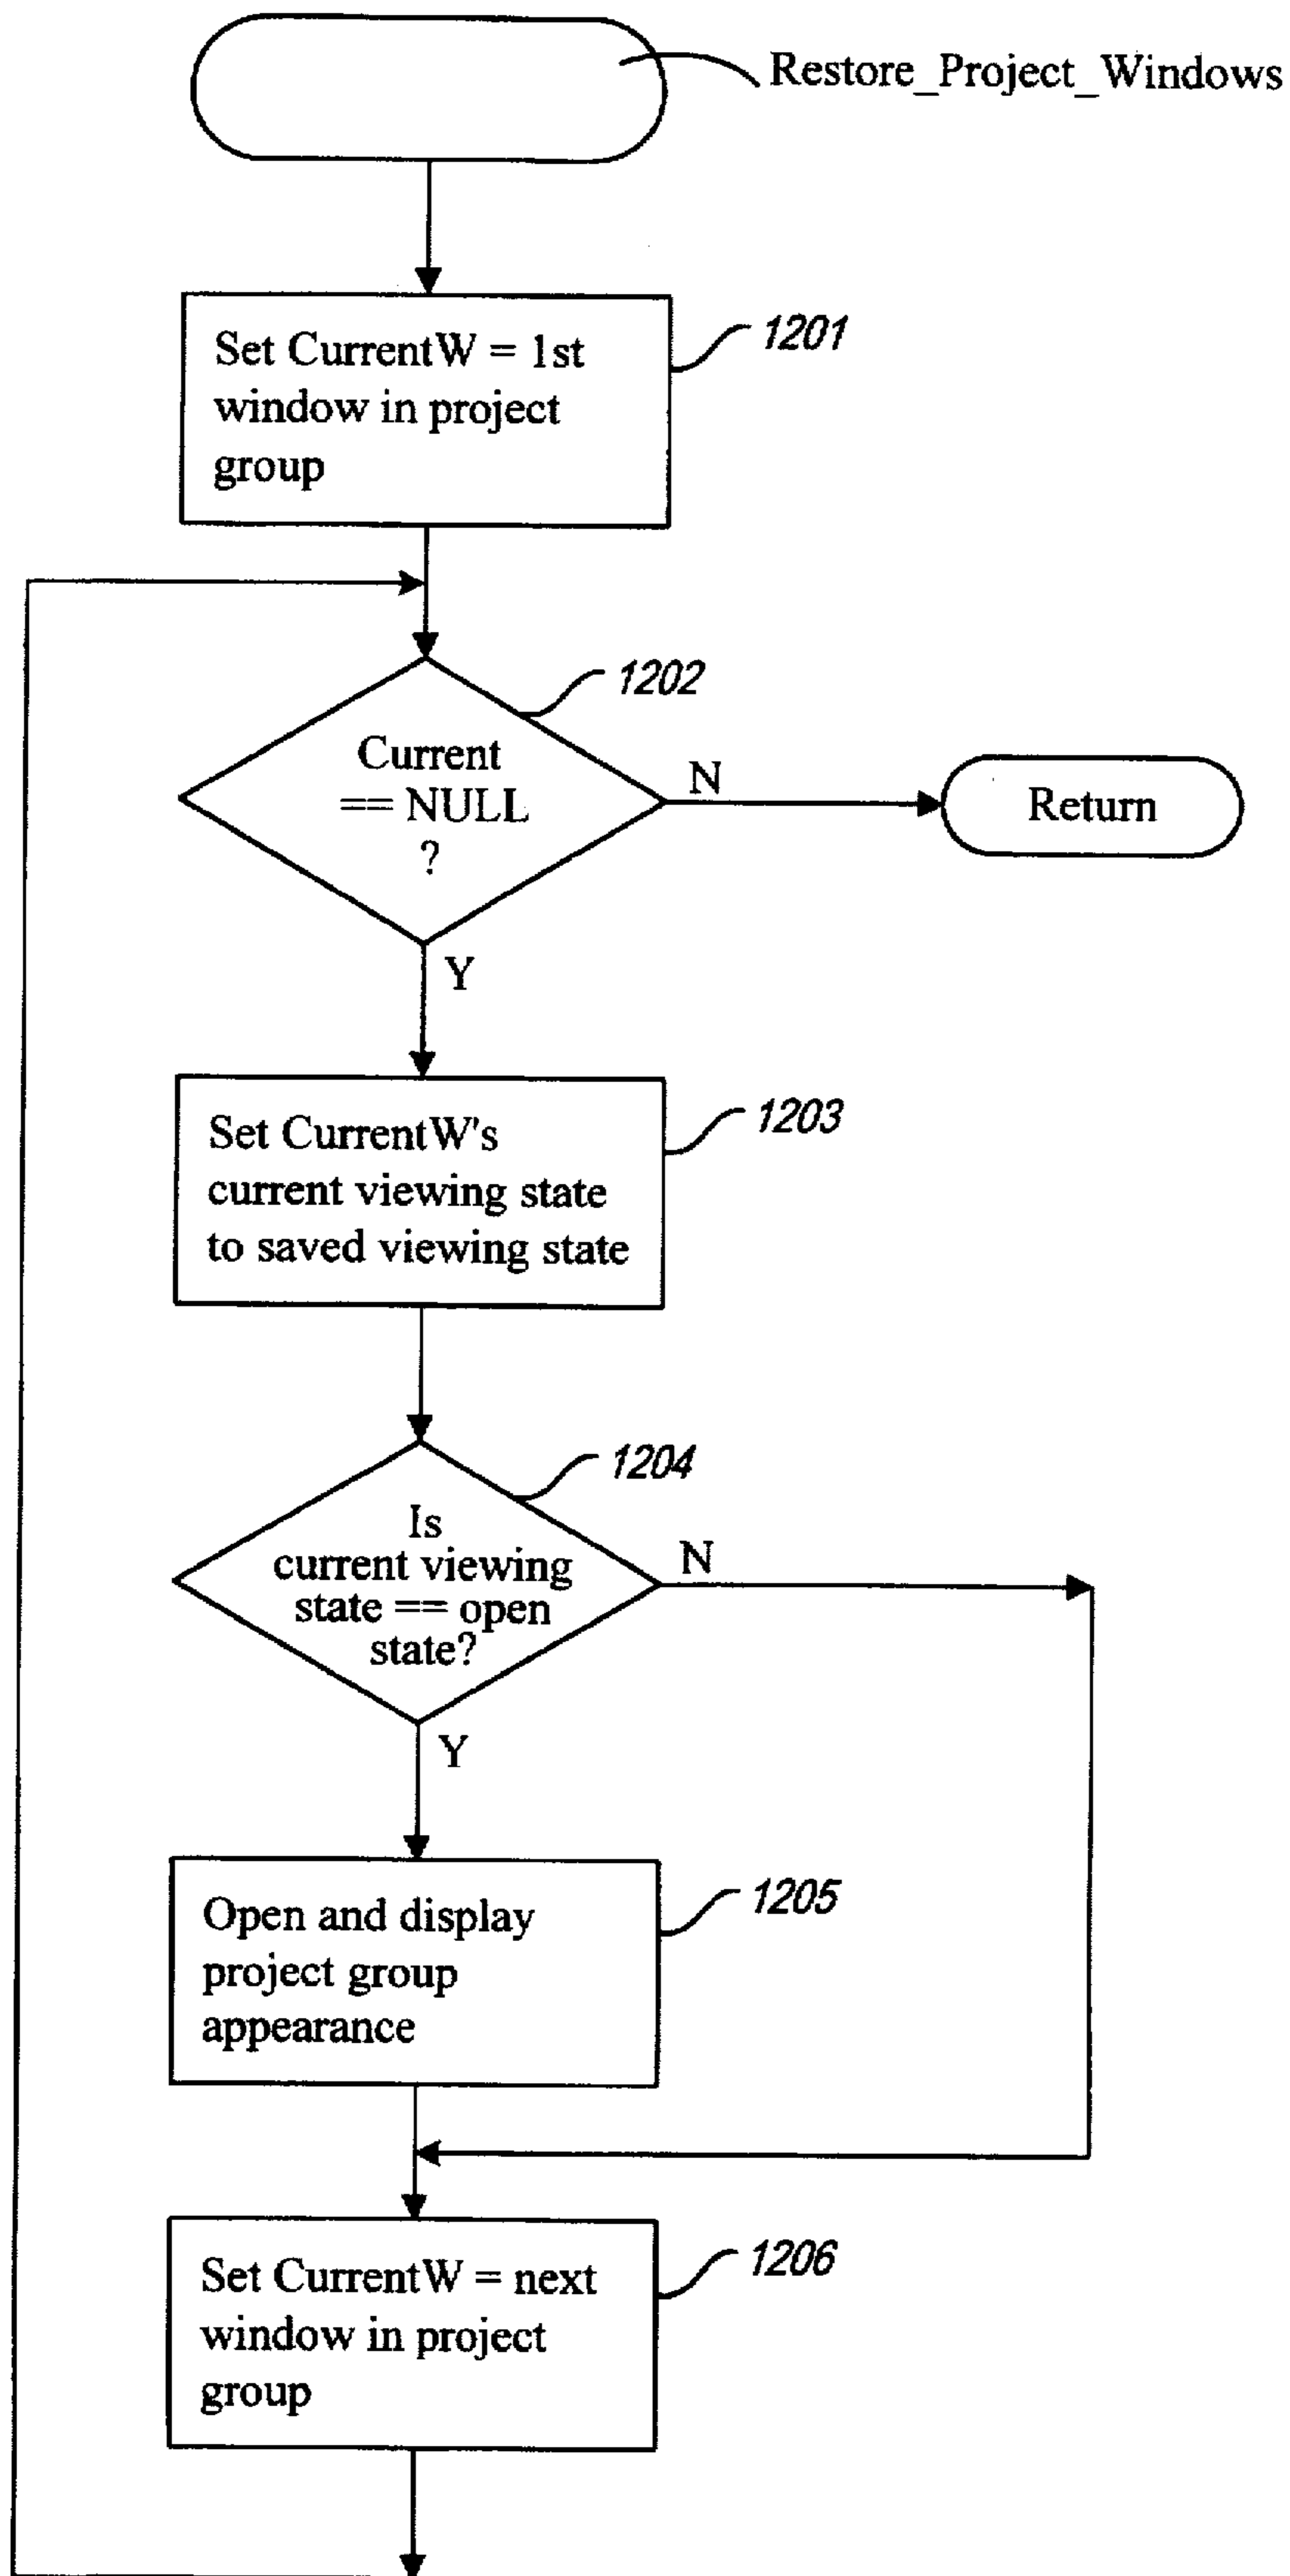 Restore_Project_Windows
Set CurrentW = 1st
window in project
group
1201
1202
Current
== NULL
?
N
Return
Y
Set CurrentW's
current viewing state
to saved viewing state
1203
1204
Is
current viewing
state == open
state?
N
Y
Open and display
project group
appearance
1205
Set CurrentW = next
window in project
group
1206